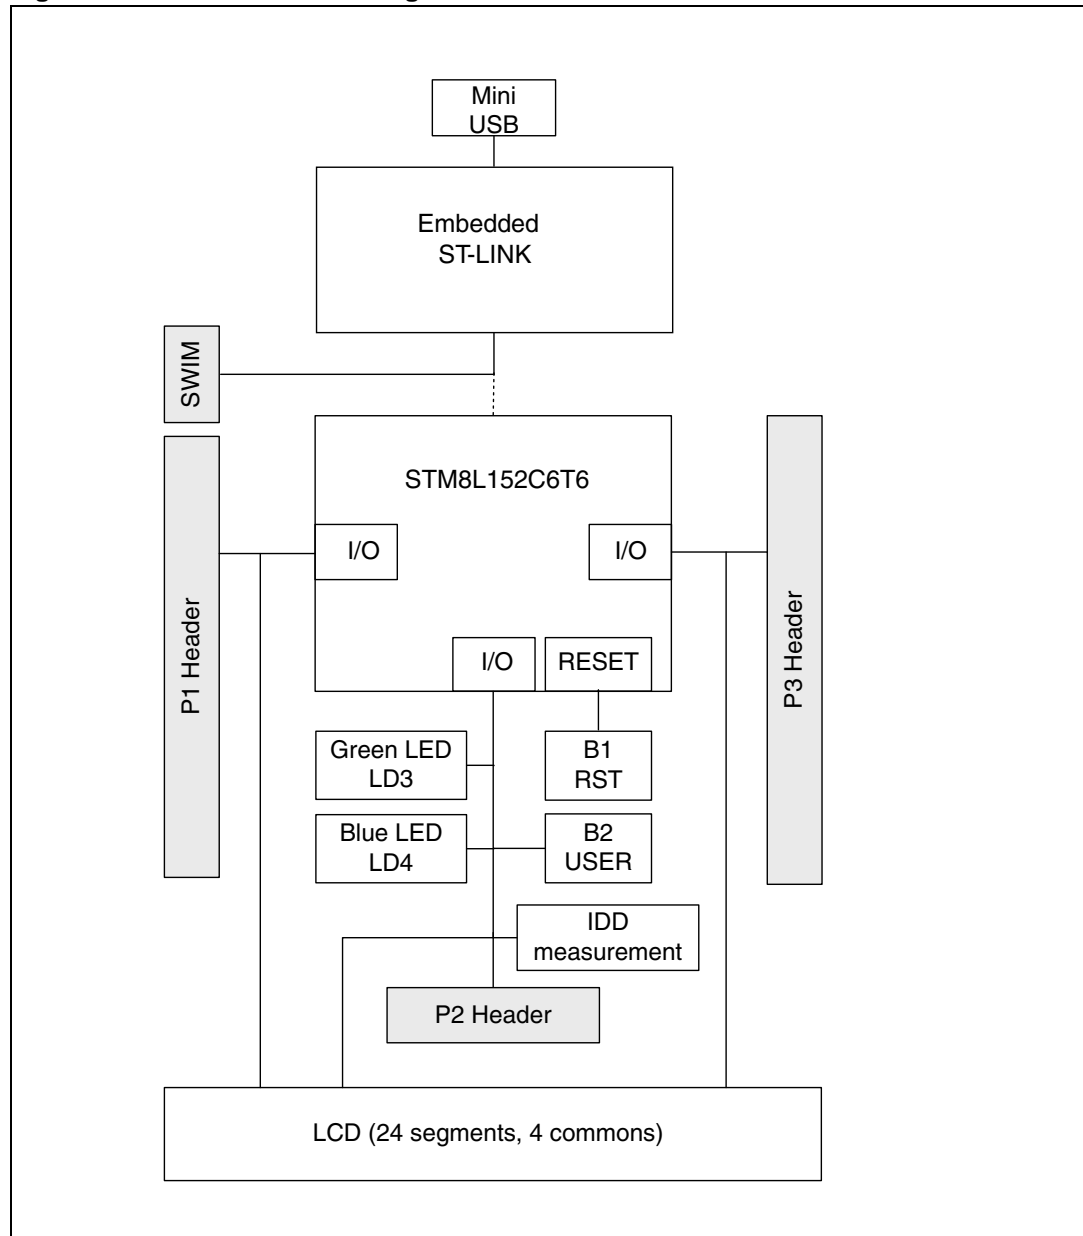 Mini
USB
Embedded
ST-LINK
SWIM
STM8L152C6T6
I/O
I/O
P1 Header
P3 Header
I/O
RESET
Green LED
LD3
B1
RST
Blue LED
LD4
B2
USER
IDD
measurement
P2 Header
LCD (24 segments, 4 commons)